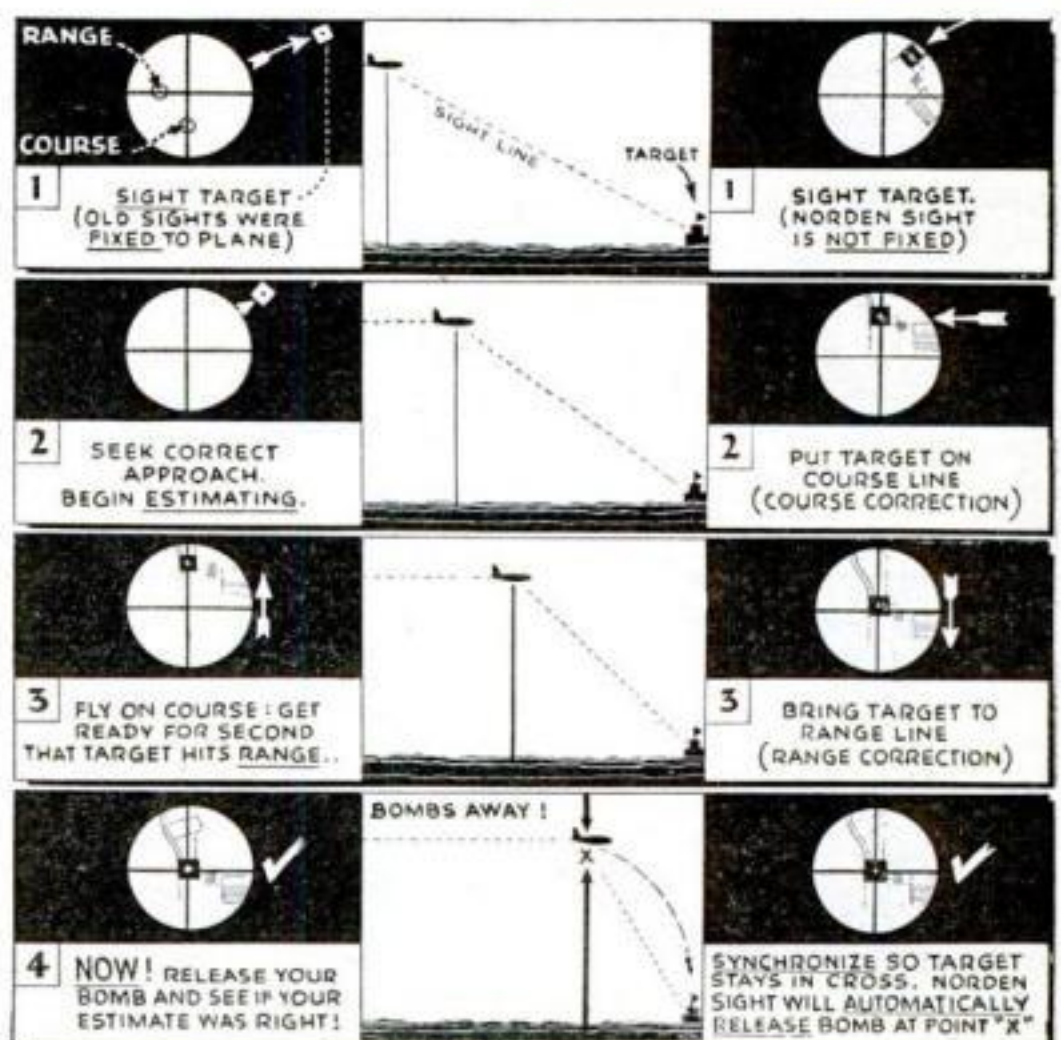 RANGE
COURSE
1
SIGHT TARGET
(OLD SIGHTS WERE
FIXED TO PLANE)
SIGHT LINE
TARGET
1
SIGHT TARGET.
(NORDEN SIGHT
IS NOT FIXED)
2
SEEK CORRECT
APPROACH.
BEGIN ESTIMATING.
2
PUT TARGET ON
COURSE LINE
(COURSE CORRECTION)
3
FLY ON COURSE: GET
READY FOR SECOND
THAT TARGET HITS RANGE..
3
BRING TARGET TO
RANGE LINE
(RANGE CORRECTION)
4
NOW! RELEASE YOUR
BOMB AND SEE IF YOUR
ESTIMATE WAS RIGHT!
BOMBS AWAY!
X
SYNCHRONIZE SO TARGET
STAYS IN CROSS. NORDEN
SIGHT WILL AUTOMATICALLY
RELEASE BOMB AT POINT "X"